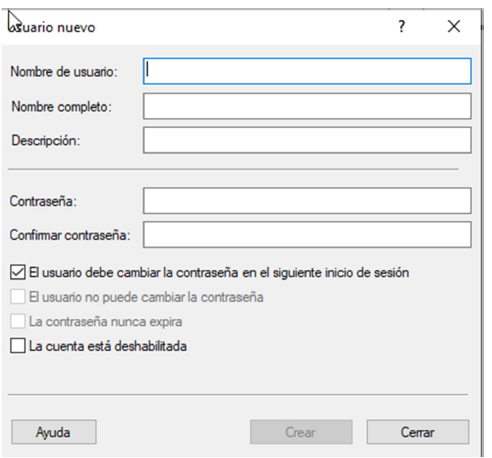 Usuario nuevo ? X
Nombre de usuario:
Nombre completo:
Descripción:
Contraseña:
Confirmar contraseña:
El usuario debe cambiar la contraseña en el siguiente inicio de sesión
El usuario no puede cambiar la contraseña
La contraseña nunca expira
La cuenta está deshabilitada
Ayuda Crear Cerrar